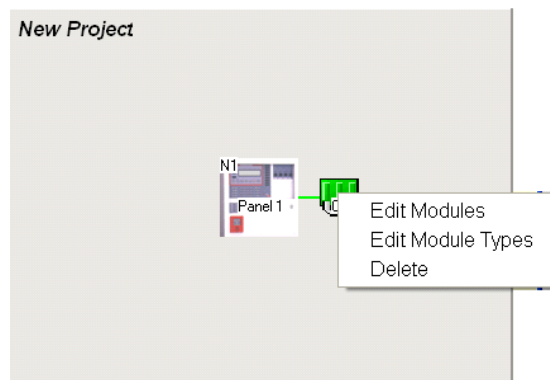 New Project
N1
Panel 1
Edit Modules
Edit Module Types
Delete